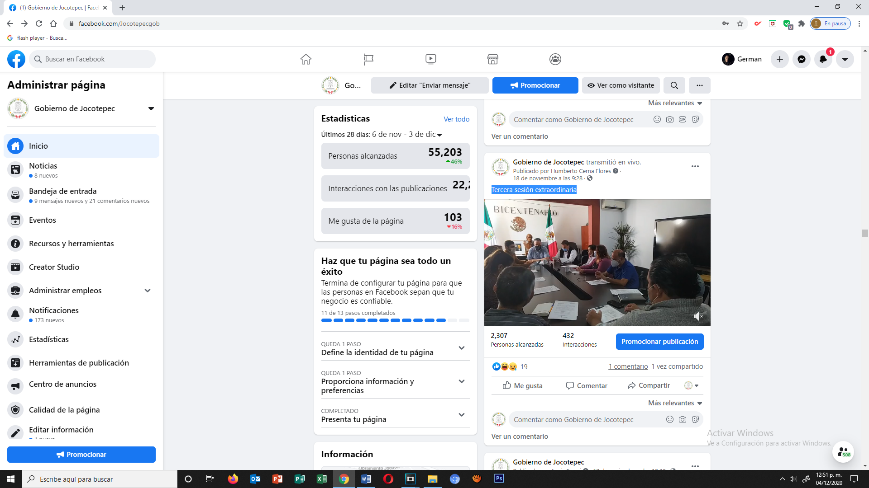 (1) Gobierno de Jocotepec | Face
facebook.com/Jocotepecgob
En pausa
flash player - Busca...
Buscar en Facebook
German
4
Administrar página
Gobierno de Jocotepec
Inicio
Noticias
8 nuevos
Bandeja de entrada
9 mensajes nuevos y 21 comentarios nuevos
Eventos
Recursos y herramientas
Creator Studio
Administrar empleos
Notificaciones
173 nuevos
Estadísticas
Herramientas de publicación
Centro de anuncios
Calidad de la página
Editar información
Promocionar
Go...
Editar "Enviar mensaje"
Promocionar
Ver como visitante
Estadísticas
Ver todo
Últimos 28 días: 6 de nov - 3 de dic
Personas alcanzadas
55,203
46%
Interacciones con las publicaciones
22,
Me gusta de la página
103
16%
Haz que tu página sea todo un
éxito
Termina de configurar tu página para que
las personas en Facebook sepan que tu
negocio es confiable.
11 de 13 pasos completados
QUEDA 1 PASO
Define la identidad de tu página
QUEDA 1 PASO
Proporciona información y
preferencias
COMPLETADO
Presenta tu página
Información
Más relevantes
Comentar como Gobierno de Jocotepec
Ver un comentario
Gobierno de Jocotepec transmitió en vivo.
Publicado por Humberto Cerna Flores
18 de noviembre a las 9:28
Tercera sesión extraordinaria
BICENTENARIO
2,307
Personas alcanzadas
432
Interacciones
Promocionar publicación
19
1 comentario
1 vez compartido
Me gusta
Comentar
Compartir
Más relevantes
Comentar como Gobierno de Jocotepec
Ver un comentario
Gobierno de Jocotepec
Activar Windows
Ve a Configuración para activar Windows.
Escribe aquí para buscar
12:51 p. m.
04/12/2020